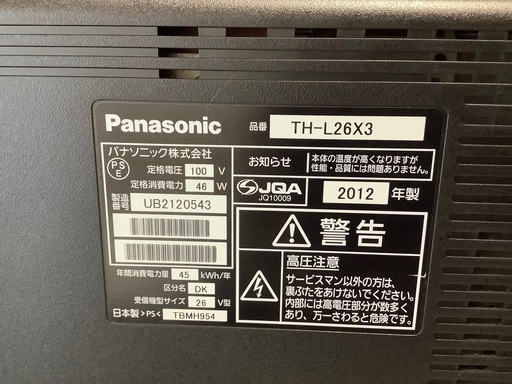 Panasonic
品番 TH-L26X3
パナソニック株式会社
PS
E
定格電圧 100 V
定格消費電力 46 W
製造番号 UB2120543
お知らせ
本体の温度が高くなりますが
性能・品質には問題ありません。
JQA
JQ10009
2012 年製
警告
高圧注意
サービスマン以外の方は、
裏ぶたをあけないでください。
内部には高電圧部分が数多く
あり、万一さわると危険です。
年間消費電力量 45 kWh/年
区分名 DK
受信機型サイズ 26 V型
日本製 >PS< TBMH954